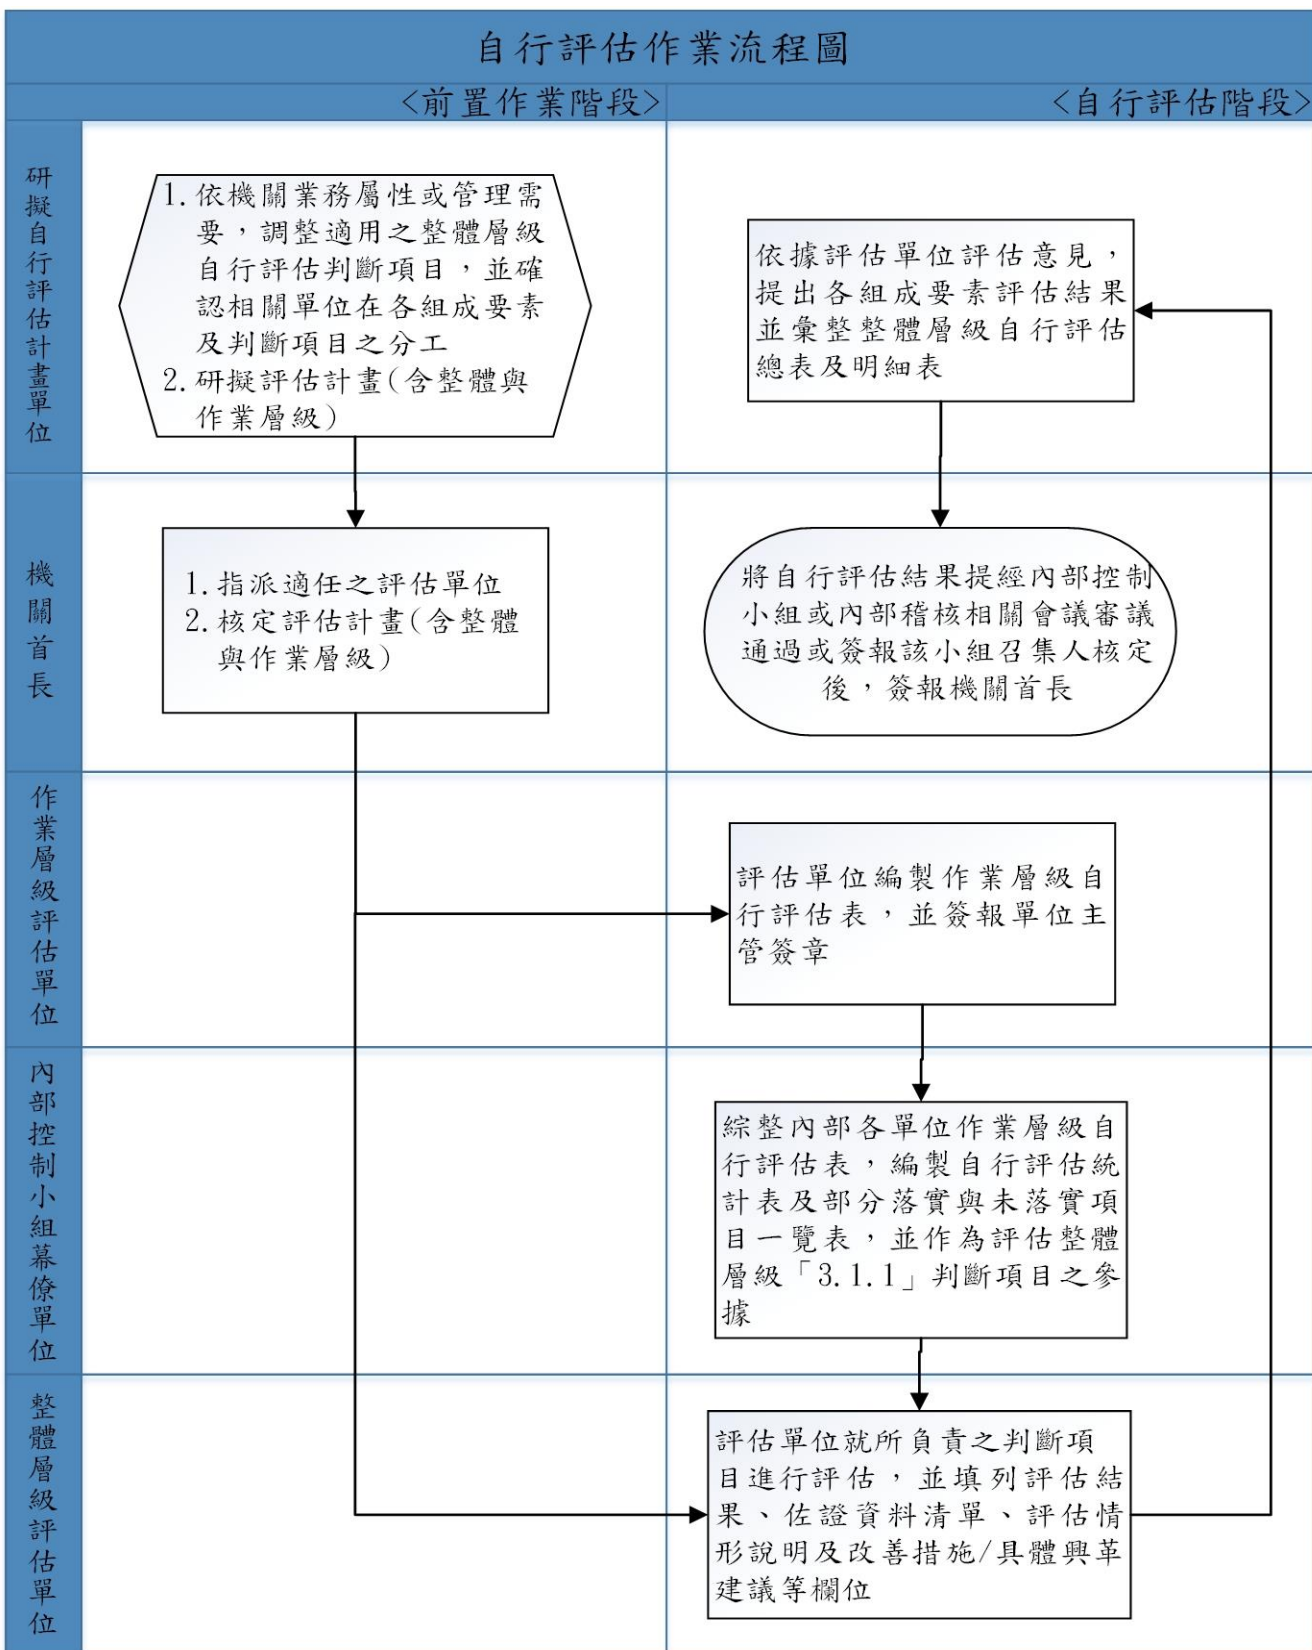 自行評估作業流程圖
<前置作業階段>
<自行評估階段>
研擬自行評估計畫單位
1.依機關業務屬性或管理需
要，調整適用之整體層級
自行評估判斷項目，並確
認相關單位在各組成要素
及判斷項目之分工
2.研擬評估計畫(含整體與
作業層級)
依據評估單位評估意見，
提出各組成要素評估結果
並彙整整體層級自行評估
總表及明細表
機關首長
1.指派適任之評估單位
2.核定評估計畫(含整體
與作業層級)
將自行評估結果提經內部控制
小組或內部稽核相關會議審議
通過或簽報該小組召集人核定
後，簽報機關首長
作業層級評估單位
評估單位編製作業層級自
行評估表，並簽報單位主
管簽章
內部控制小組幕僚單位
綜整內部各單位作業層級自
行評估表，編製自行評估統
計表及部分落實與未落實項
目一覽表，並作為評估整體
層級「3.1.1」判斷項目之參
據
整體層級評估單位
評估單位就所負責之判斷項
目進行評估，並填列評估結
果、佐證資料清單、評估情
形說明及改善措施/具體興革
建議等欄位